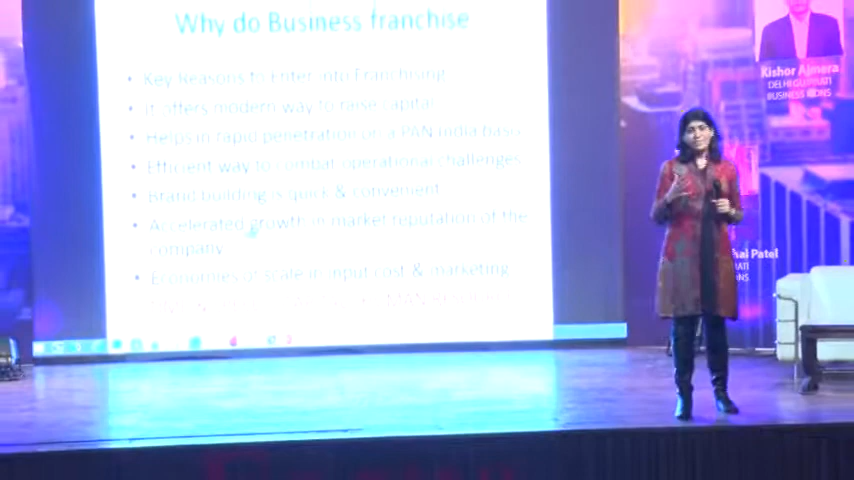 Why do Business franchise
• Key Reasons to Enter into Franchising
• It offers modern way to raise capital
• Helps in rapid penetration on a PAN India basis
• Efficient way to combat operational challenges
• Brand building is quick & convenient
• Accelerated growth in market reputation of the
company
• Economies of scale in input cost & marketing
Kishor Ajmera
DELHI GUJRATI
BUSINESS
Patel